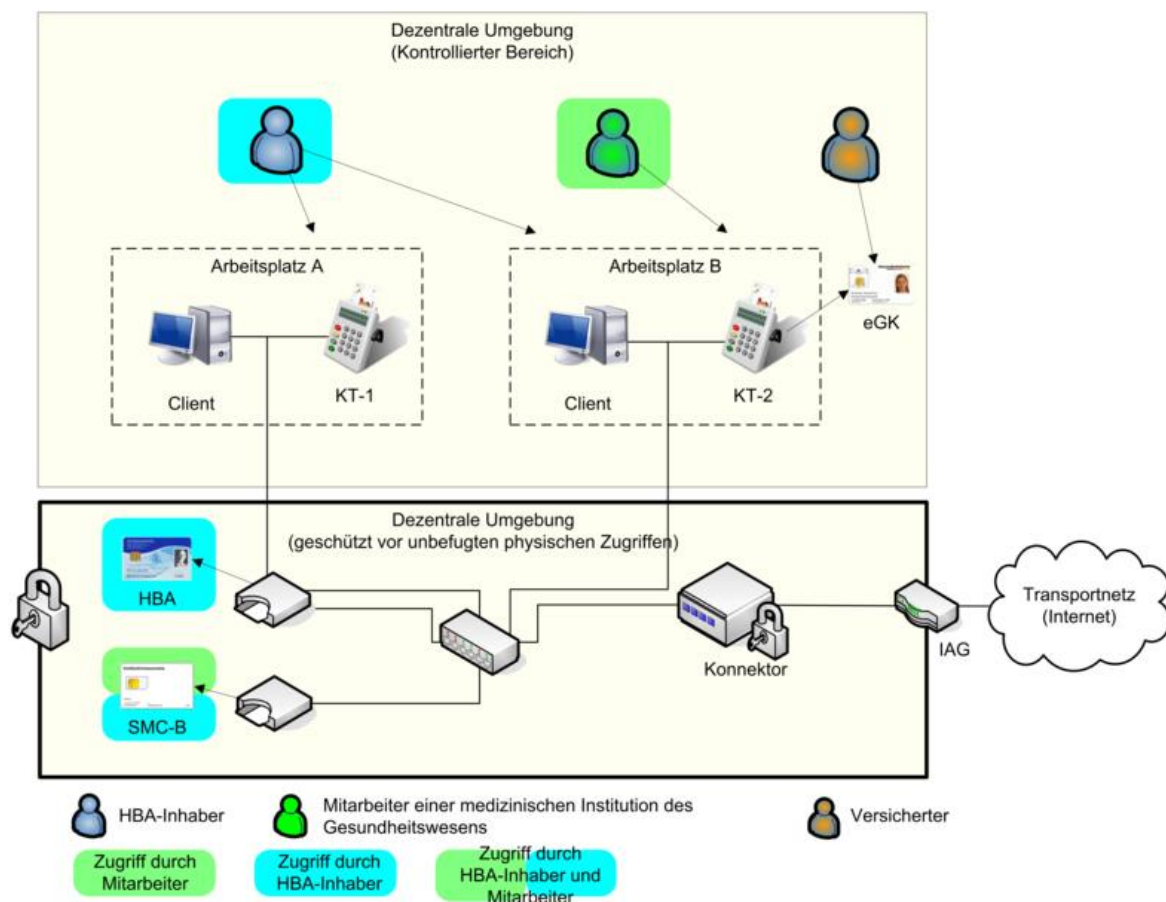 Dezentrale Umgebung
(Kontrollierter Bereich)
Arbeitsplatz A
Arbeitsplatz B
eGK
Client
KT-1
Client
KT-2
Dezentrale Umgebung
(geschützt vor unbefugten physischen Zugriffen)
HBA
SMC-B
Konnektor
IAG
Transportnetz
(Internet)
HBA-Inhaber
Mitarbeiter einer medizinischen Institution des
Gesundheitswesens
Versicherter
Zugriff durch
Mitarbeiter
Zugriff durch
HBA-Inhaber
Zugriff durch
HBA-Inhaber und
Mitarbeiter